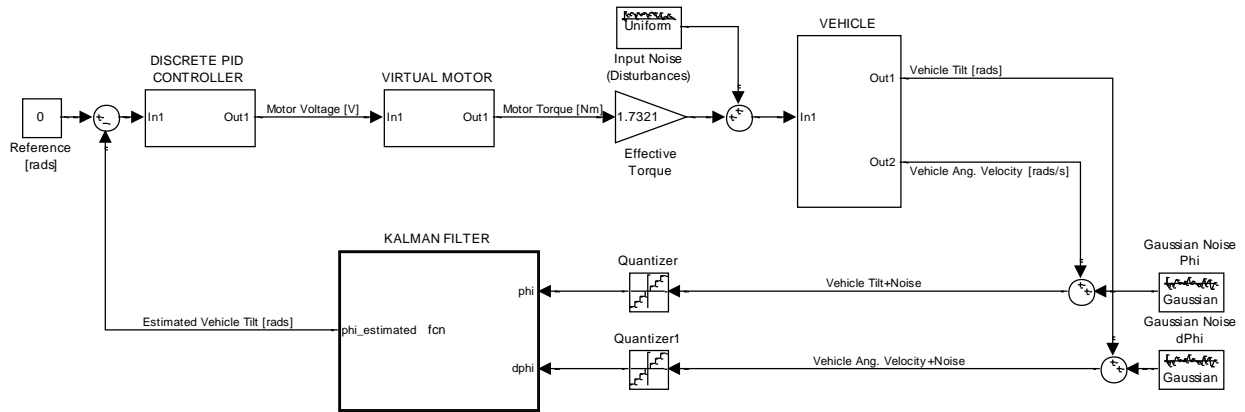 Uniform
Input Noise
(Disturbances)
VEHICLE
DISCRETE PID
CONTROLLER
VIRTUAL MOTOR
0
Reference
[rads]
In1
Out1
Motor Voltage [V]
In1
Out1
Motor Torque [Nm]
1.7321
Effective
Torque
In1
Out1
Out2
Vehicle Tilt [rads]
Vehicle Ang. Velocity [rads/s]
KALMAN FILTER
phi
dphi
phi_estimated
fcn
Estimated Vehicle Tilt [rads]
Quantizer
Quantizer1
Vehicle Tilt+Noise
Vehicle Ang. Velocity+Noise
Gaussian Noise
Phi
Gaussian
Gaussian Noise
dPhi
Gaussian